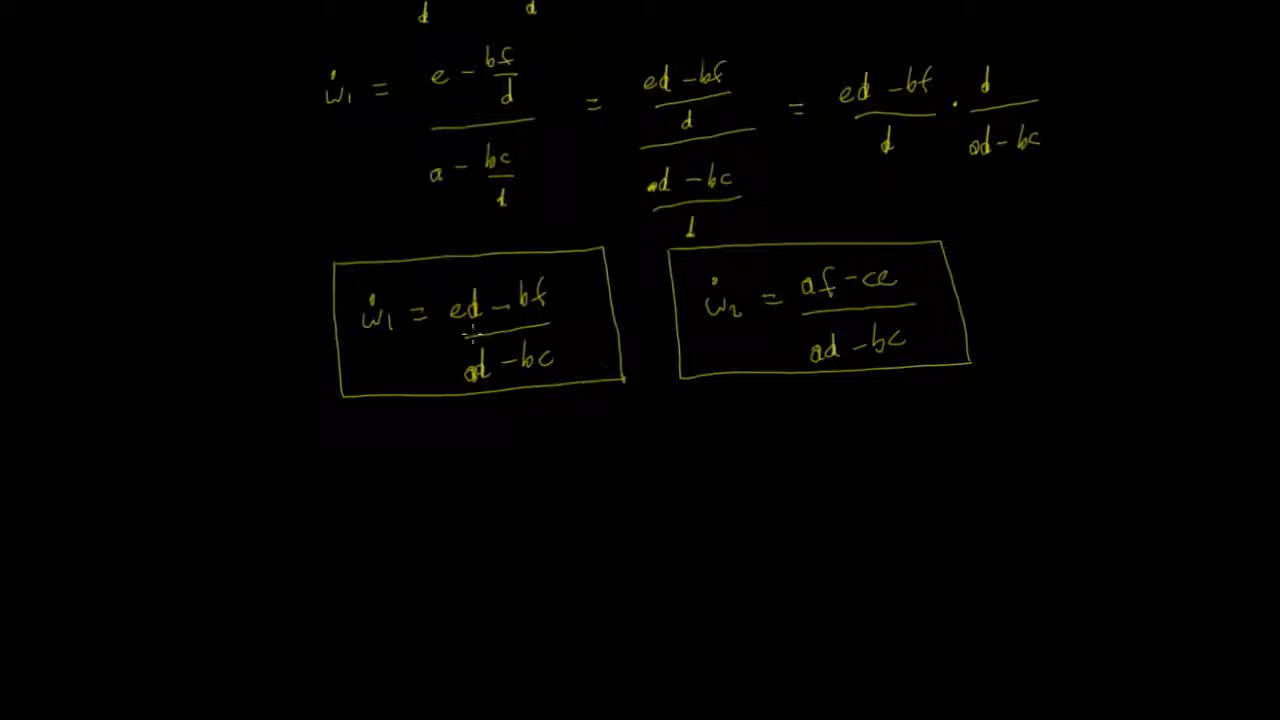 d d
ẇ₁ = (e - bf/d)/(a - bc/d) = ((ed - bf)/d)/((ad - bc)/d) = (ed - bf)/d · d/(ad - bc)
ẇ₁ = (ed - bf)/(ad - bc)
ẇ₂ = (af - ce)/(ad - bc)